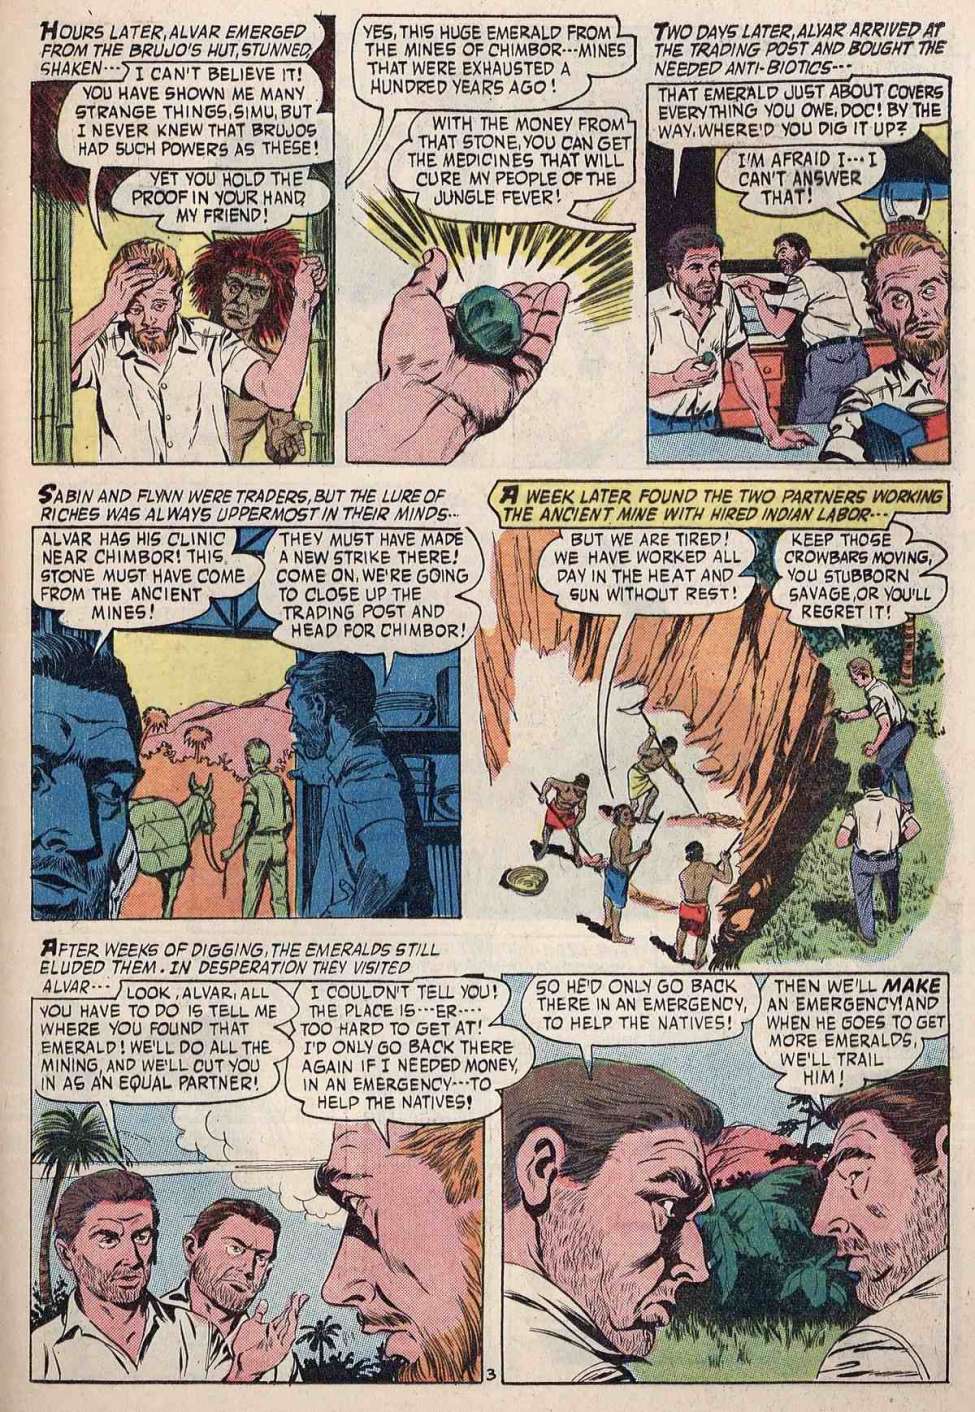 HOURS LATER, ALVAR EMERGED
FROM THE BRUJO'S HUT, STUNNED,
SHAKEN---
I CAN'T BELIEVE IT!
YOU HAVE SHOWN ME MANY
STRANGE THINGS, SIMU, BUT
I NEVER KNEW THAT BRUJOS
HAD SUCH POWERS AS THESE!
YET YOU HOLD THE
PROOF IN YOUR HAND,
MY FRIEND!
YES, THIS HUGE EMERALD FROM
THE MINES OF CHIMBOR---MINES
THAT WERE EXHAUSTED A
HUNDRED YEARS AGO!
WITH THE MONEY FROM
THAT STONE, YOU CAN GET
THE MEDICINES THAT WILL
CURE MY PEOPLE OF THE
JUNGLE FEVER!
TWO DAYS LATER, ALVAR ARRIVED AT
THE TRADING POST AND BOUGHT THE
NEEDED ANTI-BIOTICS---
THAT EMERALD JUST ABOUT COVERS
EVERYTHING YOU OWE, DOC! BY THE
WAY, WHERE'D YOU DIG IT UP?
I'M AFRAID I---I
CAN'T ANSWER
THAT!
SABIN AND FLYNN WERE TRADERS, BUT THE LURE OF
RICHES WAS ALWAYS UPPERMOST IN THEIR MINDS---
ALVAR HAS HIS CLINIC
NEAR CHIMBOR! THIS
STONE MUST HAVE COME
FROM THE ANCIENT
MINES!
THEY MUST HAVE MADE
A NEW STRIKE THERE!
COME ON, WE'RE GOING
TO CLOSE UP THE
TRADING POST AND
HEAD FOR CHIMBOR!
A WEEK LATER FOUND THE TWO PARTNERS WORKING
THE ANCIENT MINE WITH HIRED INDIAN LABOR---
BUT WE ARE TIRED!
WE HAVE WORKED ALL
DAY IN THE HEAT AND
SUN WITHOUT REST!
KEEP THOSE
CROWBARS MOVING,
YOU STUBBORN
SAVAGE, OR YOU'LL
REGRET IT!
AFTER WEEKS OF DIGGING, THE EMERALDS STILL
ELUDED THEM. IN DESPERATION THEY VISITED
ALVAR---
LOOK, ALVAR, ALL
YOU HAVE TO DO IS TELL ME
WHERE YOU FOUND THAT
EMERALD! WE'LL DO ALL THE
MINING, AND WE'LL CUT YOU
IN AS AN EQUAL PARTNER!
I COULDN'T TELL YOU!
THE PLACE IS---ER----
TOO HARD TO GET AT!
I'D ONLY GO BACK THERE
AGAIN IF I NEEDED MONEY,
IN AN EMERGENCY---TO
HELP THE NATIVES!
SO HE'D ONLY GO BACK
THERE IN AN EMERGENCY,
TO HELP THE NATIVES!
THEN WE'LL MAKE
AN EMERGENCY! AND
WHEN HE GOES TO GET
MORE EMERALDS,
WE'LL TRAIL
HIM!
3